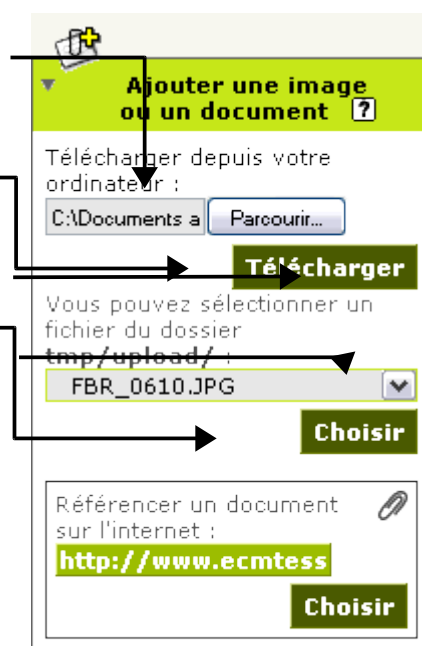 Ajouter une image
ou un document ?
Télécharger depuis votre
ordinateur :
C:\Documents a Parcourir...
Télécharger
Vous pouvez sélectionner un
fichier du dossier
tmp/upload/ :
FBR_0610.JPG
Choisir
Référencer un document
sur l'internet :
http://www.ecmtess
Choisir